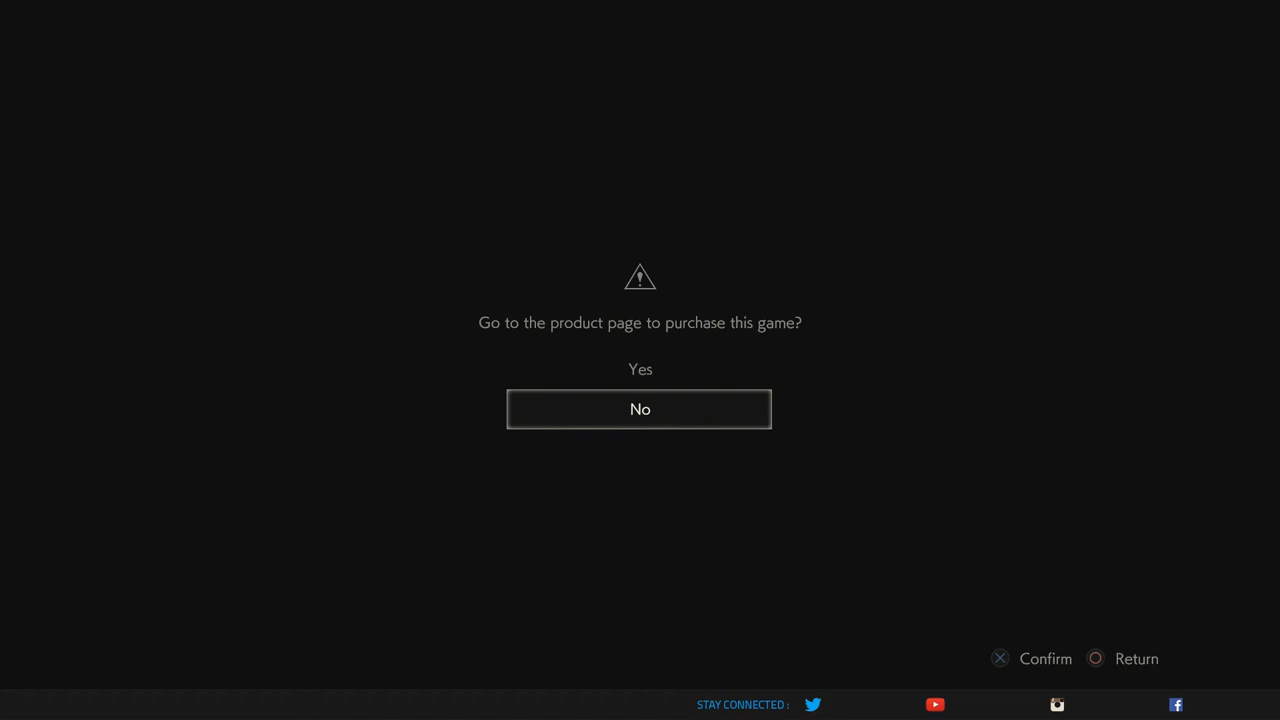 Go to the product page to purchase this game?
Yes
No
Confirm
Return
STAY CONNECTED :